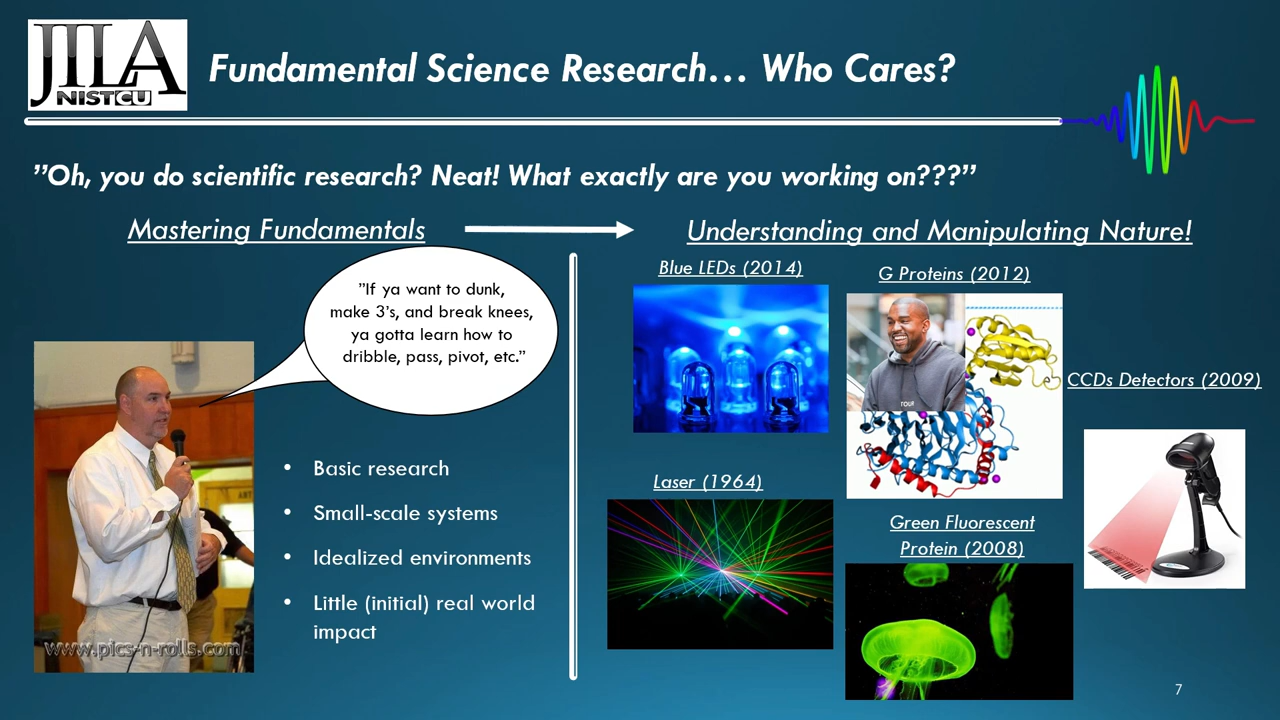 JILA
NIST CU
Fundamental Science Research… Who Cares?
”Oh, you do scientific research? Neat! What exactly are you working on???”
Mastering Fundamentals
Understanding and Manipulating Nature!
”If ya want to dunk,
make 3’s, and break knees,
ya gotta learn how to
dribble, pass, pivot, etc.”
www.pics-n-rolls.com
• Basic research
• Small-scale systems
• Idealized environments
• Little (initial) real world
impact
Blue LEDs (2014)
G Proteins (2012)
TOUR
CCDs Detectors (2009)
Laser (1964)
Green Fluorescent
Protein (2008)
7